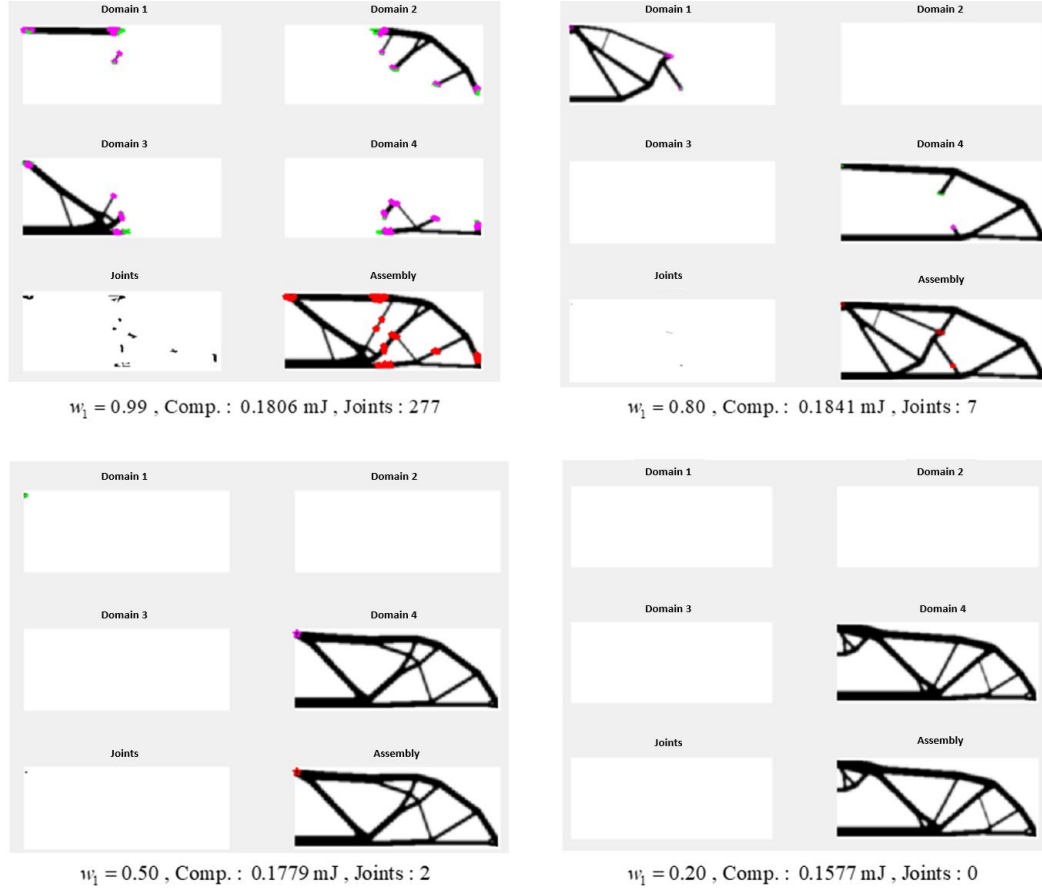 Domain 1
Domain 2
Domain 3
Domain 4
Joints
Assembly
w₁ = 0.99 , Comp. : 0.1806 mJ , Joints : 277
Domain 1
Domain 2
Domain 3
Domain 4
Joints
Assembly
w₁ = 0.80 , Comp. : 0.1841 mJ , Joints : 7
Domain 1
Domain 2
Domain 3
Domain 4
Joints
Assembly
w₁ = 0.50 , Comp. : 0.1779 mJ , Joints : 2
Domain 1
Domain 2
Domain 3
Domain 4
Joints
Assembly
w₁ = 0.20 , Comp. : 0.1577 mJ , Joints : 0